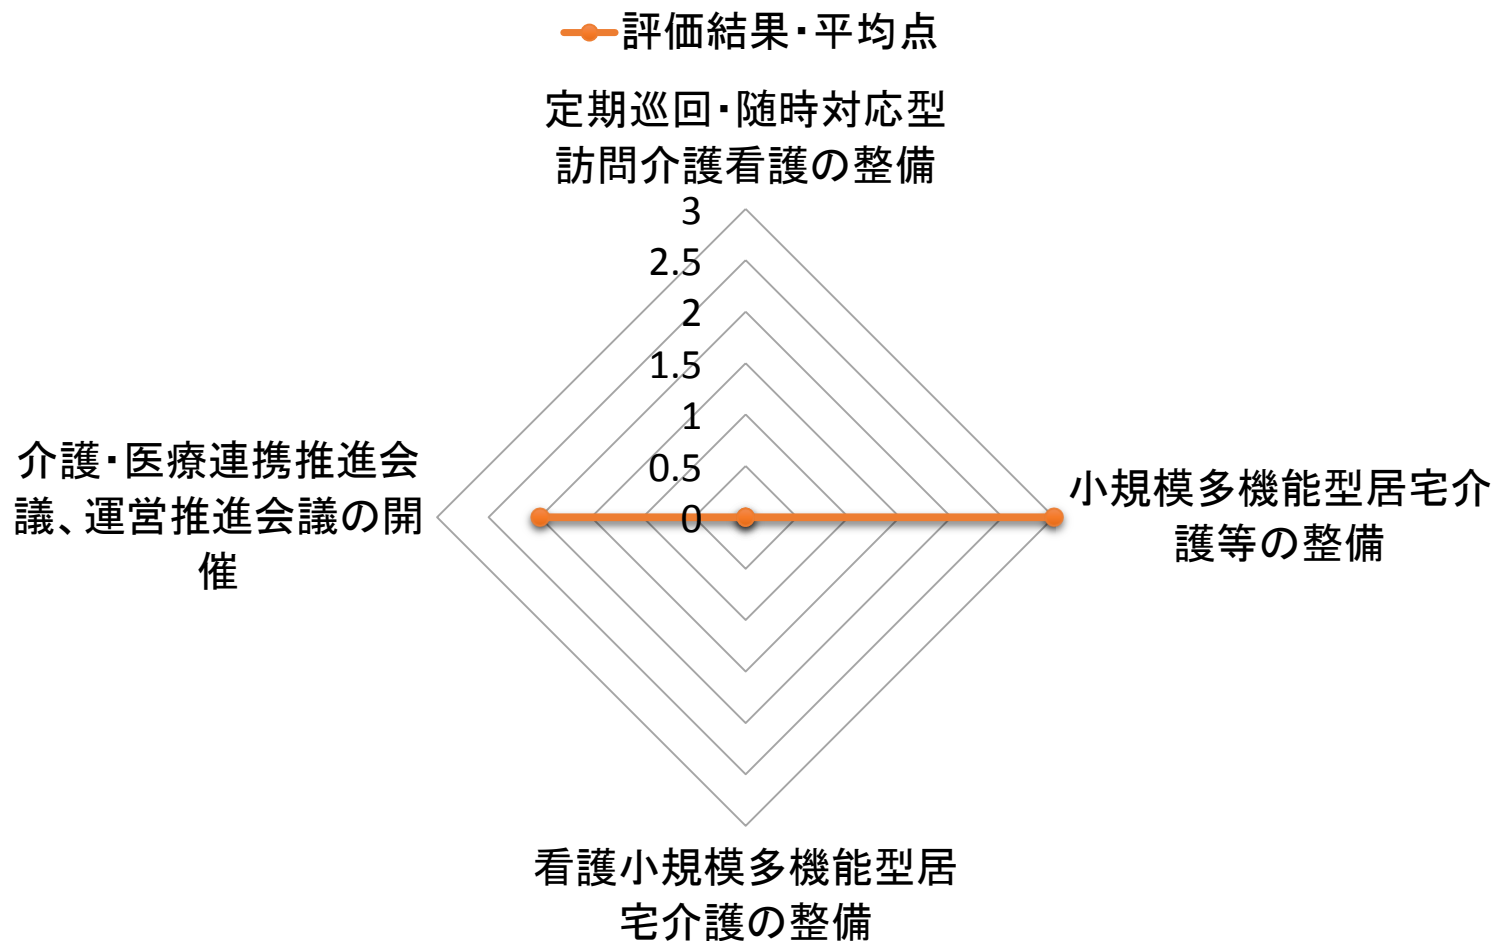 評価結果・平均点
定期巡回・随時対応型
訪問介護看護の整備
3
2.5
2
1.5
1
0.5
0
小規模多機能型居宅介
護等の整備
看護小規模多機能型居
宅介護の整備
介護・医療連携推進会
議、運営推進会議の開
催